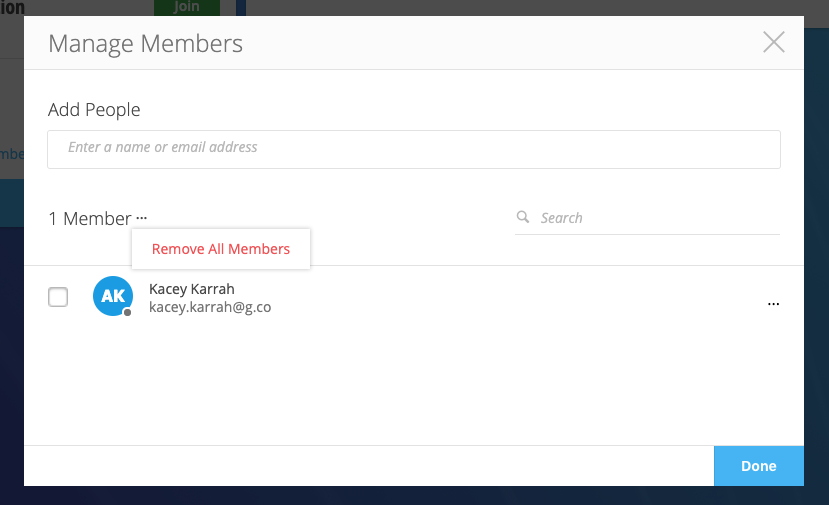 ion
Join
Manage Members
Add People
Enter a name or email address
mbe
1 Member ...
Search
Remove All Members
AK
Kacey Karrah
kacey.karrah@g.co
...
Done